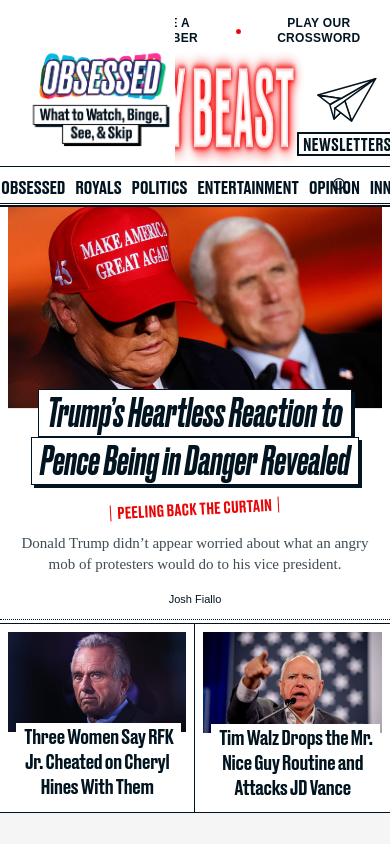 E A
BER
PLAY OUR
CROSSWORD
OBSESSED
What to Watch, Binge,
See, & Skip
Y BEAST
NEWSLETTERS
OBSESSED ROYALS POLITICS ENTERTAINMENT OPINION INN
MAKE AMERICA
GREAT AGAIN
45
Trump’s Heartless Reaction to
Pence Being in Danger Revealed
PEELING BACK THE CURTAIN
Donald Trump didn’t appear worried about what an angry
mob of protesters would do to his vice president.
Josh Fiallo
Three Women Say RFK
Jr. Cheated on Cheryl
Hines With Them
Tim Walz Drops the Mr.
Nice Guy Routine and
Attacks JD Vance